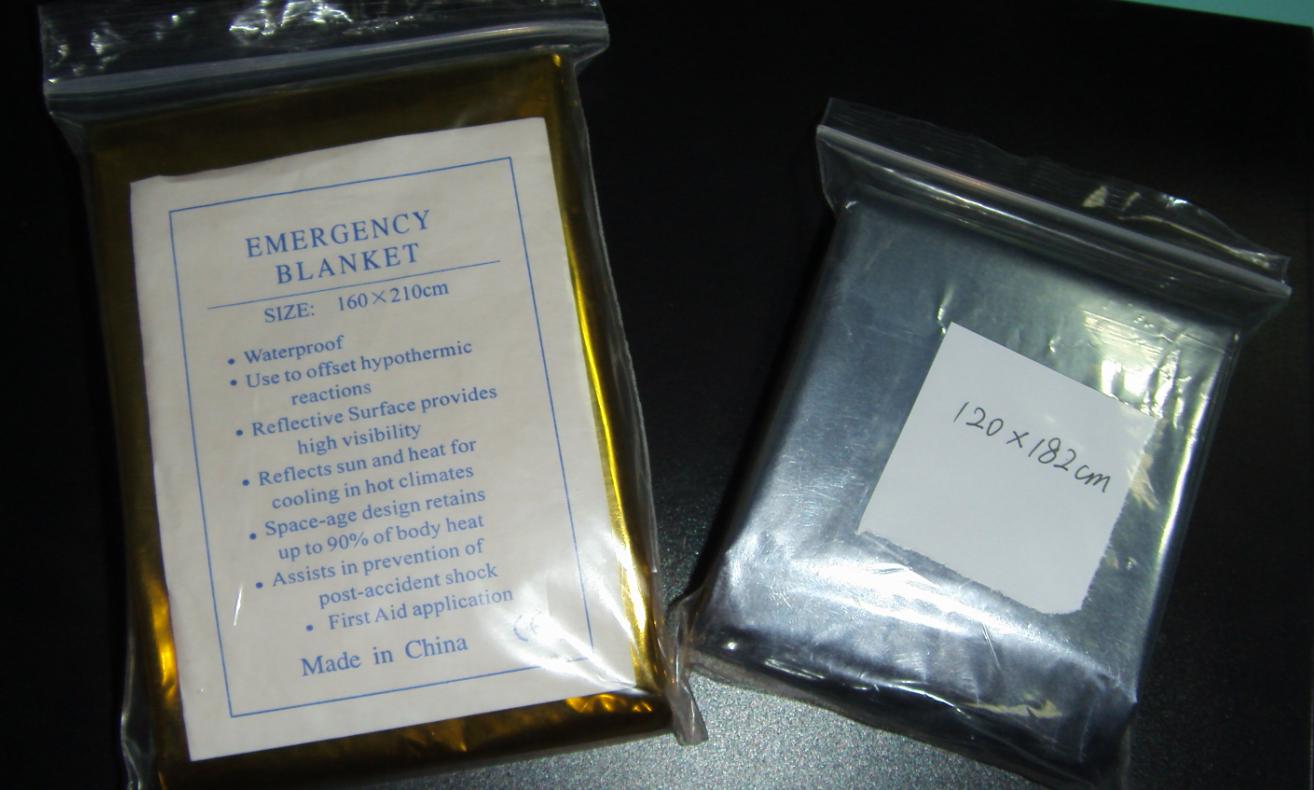 EMERGENCY
BLANKET
SIZE: 160×210cm
• Waterproof
• Use to offset hypothermic
reactions
• Reflective Surface provides
high visibility
• Reflects sun and heat for
cooling in hot climates
• Space-age design retains
up to 90% of body heat
• Assists in prevention of
post-accident shock
• First Aid application
CE
Made in China
120×182cm